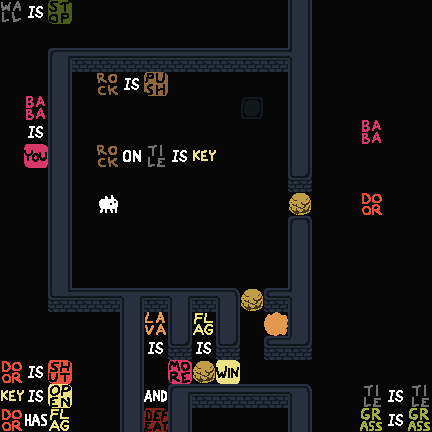 WALL IS STOP
ROCK IS PUSH
BABA
IS
YOU
BABA
ROCK ON TILE IS KEY
DOOR
LAVA
IS
FLAG
IS
MORE WIN
AND
DEFEAT
DOOR IS SHUT
KEY IS OPEN
DOOR HAS FLAG
TILE IS TILE
GRASS IS GRASS